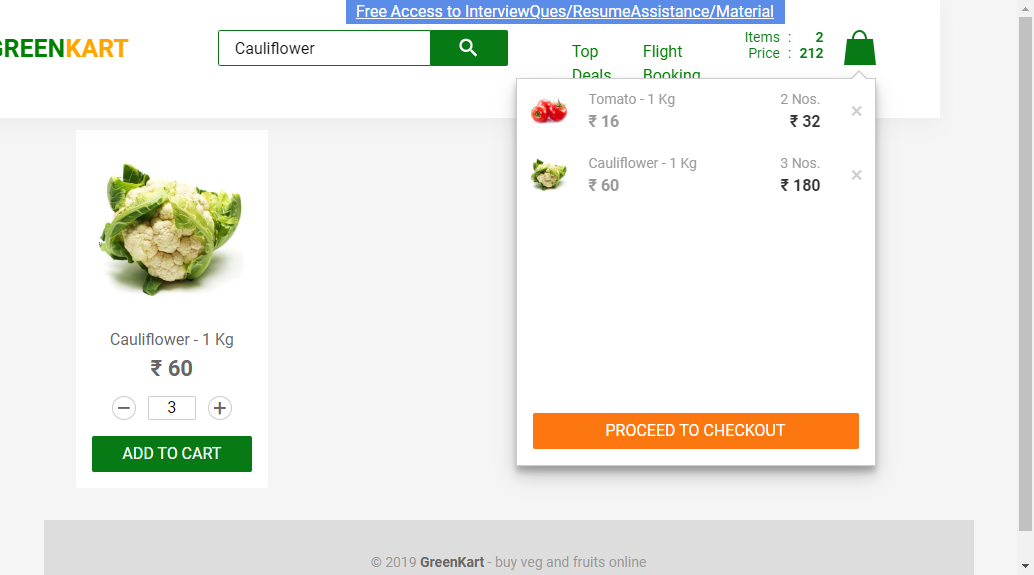 Free Access to InterviewQues/ResumeAssistance/Material
GREENKART
Cauliflower
Top
Deals
Flight
Booking
Items : 2
Price : 212
Tomato - 1 Kg 2 Nos. ×
₹ 16 ₹ 32
Cauliflower - 1 Kg 3 Nos. ×
₹ 60 ₹ 180
PROCEED TO CHECKOUT
Cauliflower - 1 Kg
₹ 60
− 3 +
ADD TO CART
© 2019 GreenKart - buy veg and fruits online